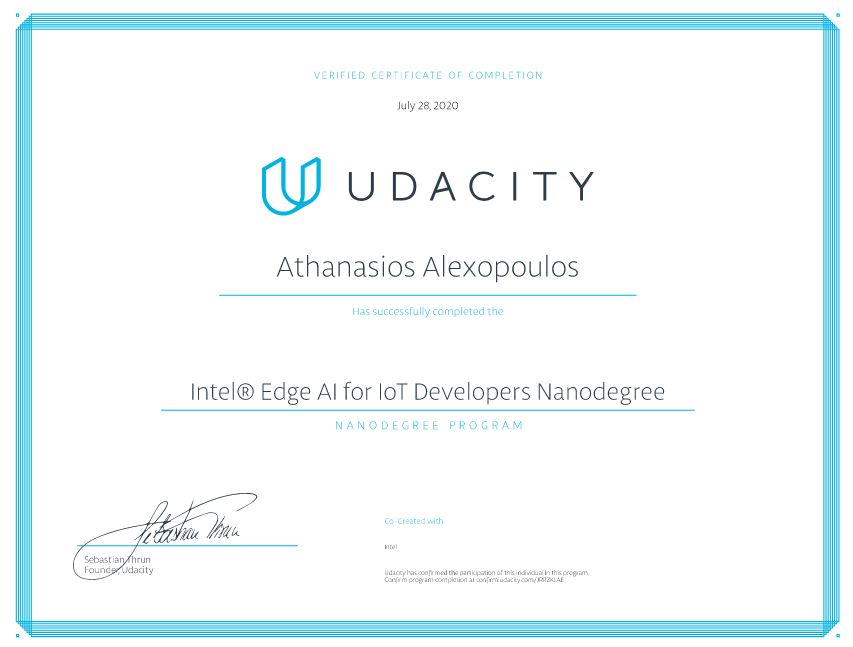 VERIFIED CERTIFICATE OF COMPLETION
July 28, 2020
UDACITY
Athanasios Alexopoulos
Has successfully completed the
Intel® Edge AI for IoT Developers Nanodegree
NANODEGREE PROGRAM
Sebastian Thrun
Sebastian Thrun
Founder, Udacity
Co-Created with
Intel
Udacity has confirmed the participation of this individual in this program.
Confirm program completion at confirm.udacity.com/